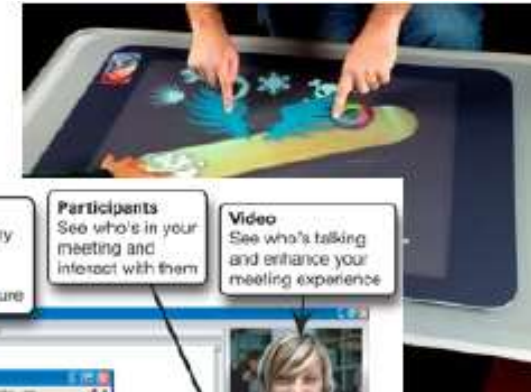 Participants
See who's in your
meeting and
interact with them
Video
See who's talking
and enhance your
meeting experience